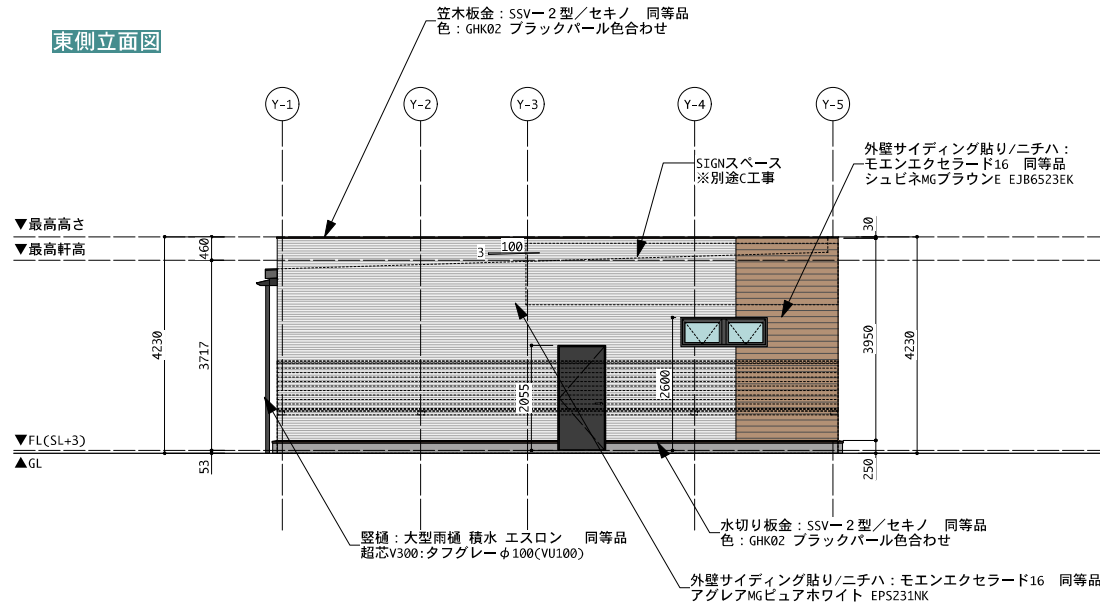 東側立面図
笠木板金：SSVー２型／セキノ　同等品
色：GHK02 ブラックパール色合わせ
Y-1
Y-2
Y-3
Y-4
Y-5
SIGNスペース
※別途C工事
外壁サイディング貼り/ニチハ：
モエンエクセラード16　同等品
シュビネMGブラウンE EJB6523EK
▼最高高さ
▼最高軒高
460
30
100
3
4230
3717
2055
2600
3950
4230
▼FL(SL+3)
▲GL
53
250
竪樋：大型雨樋 積水 エスロン　同等品
超芯V300:タフグレーφ100(VU100)
水切り板金：SSVー２型／セキノ　同等品
色：GHK02 ブラックパール色合わせ
外壁サイディング貼り/ニチハ：モエンエクセラード16　同等品
アグレアMGピュアホワイト EPS231NK